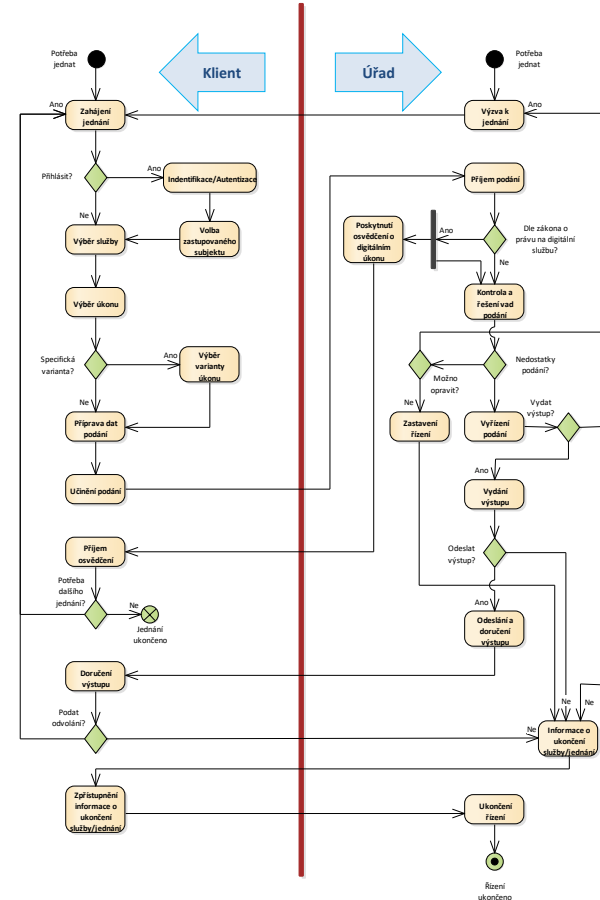 Potřeba
jednat
Klient
Úřad
Potřeba
jednat
Ano
Zahájení
jednání
Výzva k
jednání
Ano
Přihlásit?
Ano
Indentifikace/Autentizace
Příjem podání
Ne
Výběr služby
Volba
zastupovaného
subjektu
Poskytnutí
osvědčení o
digitálním
úkonu
Ano
Dle zákona o
právu na digitální
službu?
Ne
Výběr úkonu
Kontrola a
řešení vad
podání
Specifická
varianta?
Ano
Výběr
varianty
úkonu
Možno
opravit?
Nedostatky
podání?
Ne
Příprava dat
podání
Ne
Zastavení
řízení
Vyřízení
podání
Vydat
výstup?
Ano
Učinění podání
Vydání
výstupu
Příjem
osvědčení
Odeslat
výstup?
Potřeba
dalšího
jednání?
Ne
Jednání
ukončeno
Ano
Odeslání a
doručení
výstupu
Doručení
výstupu
Podat
odvolání?
Ne
Ne
Ne
Informace o
ukončení
služby/jednání
Zpřístupnění
informace o
ukončení
služby/jednání
Ukončení
řízení
Řízení
ukončeno